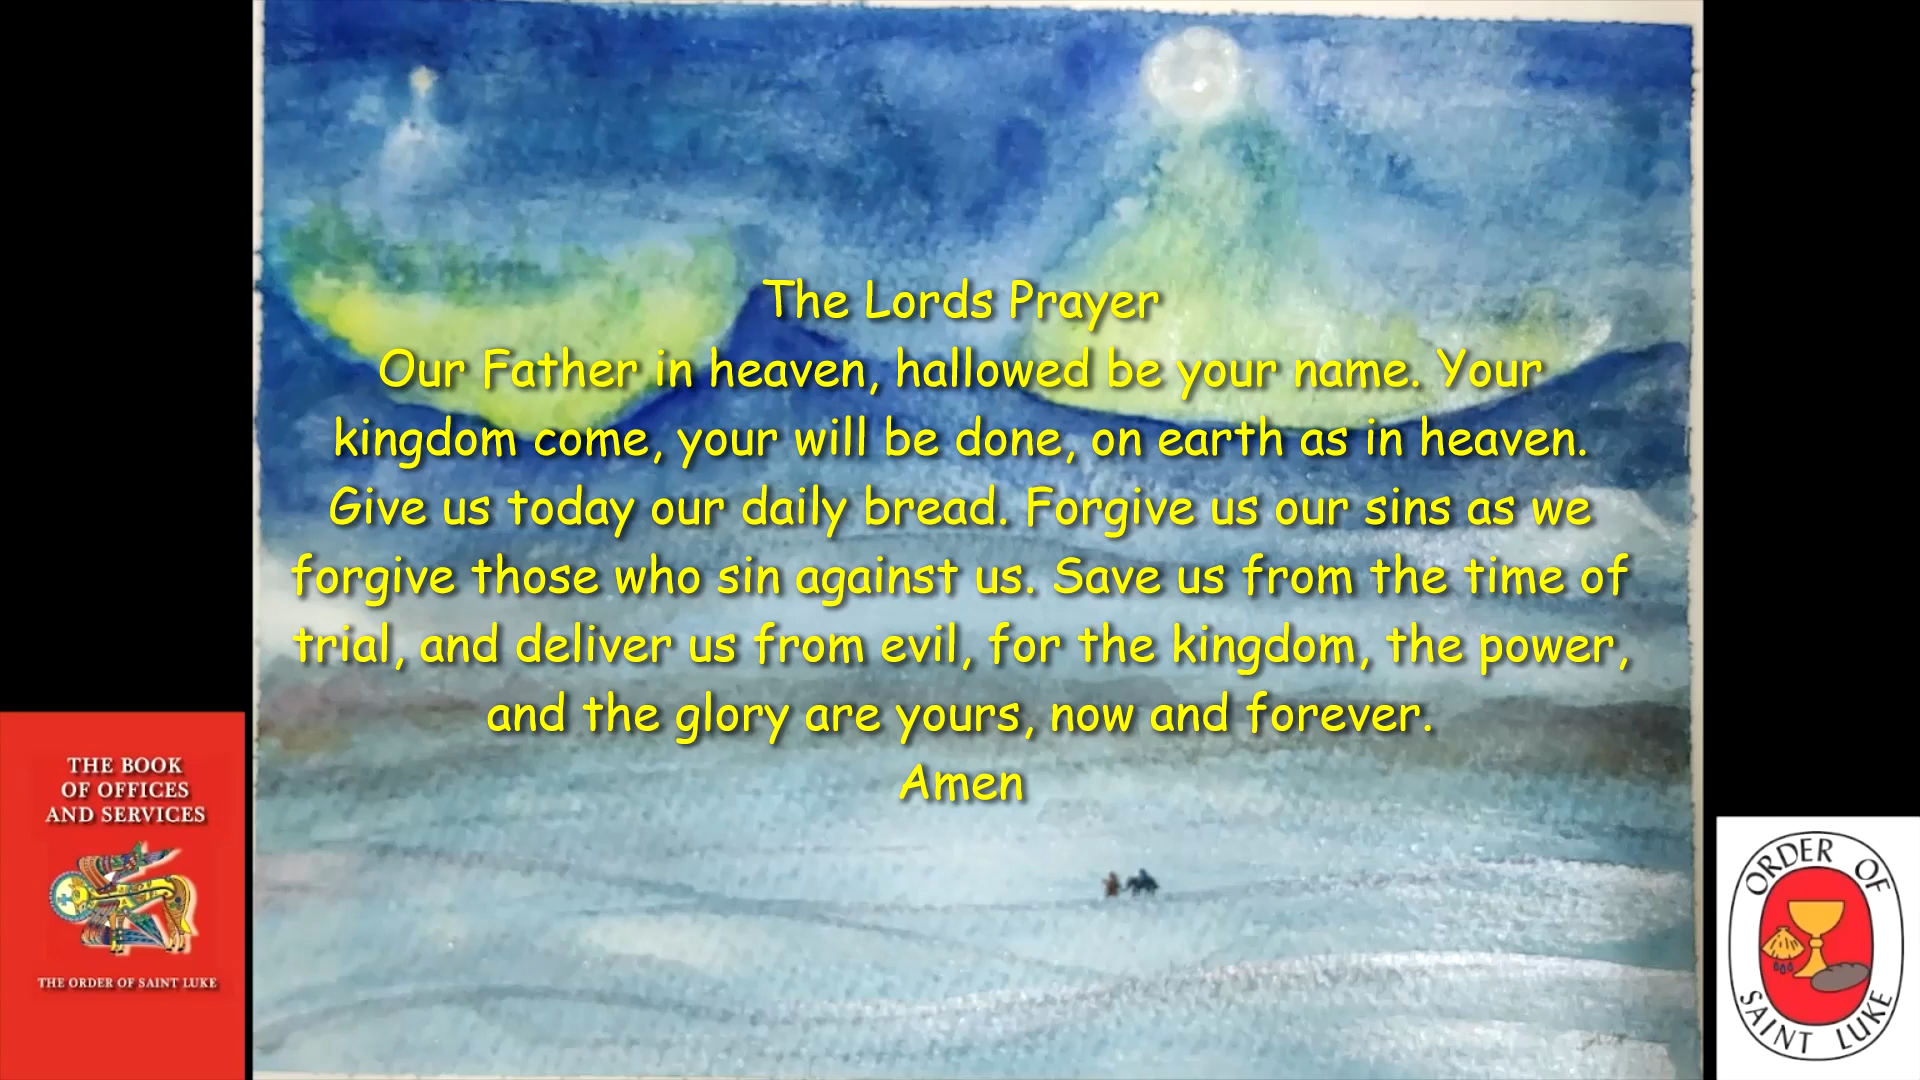 The Lords Prayer
Our Father in heaven, hallowed be your name. Your
kingdom come, your will be done, on earth as in heaven.
Give us today our daily bread. Forgive us our sins as we
forgive those who sin against us. Save us from the time of
trial, and deliver us from evil, for the kingdom, the power,
and the glory are yours, now and forever.
Amen
THE BOOK
OF OFFICES
AND SERVICES
THE ORDER OF SAINT LUKE
ORDER OF
SAINT LUKE